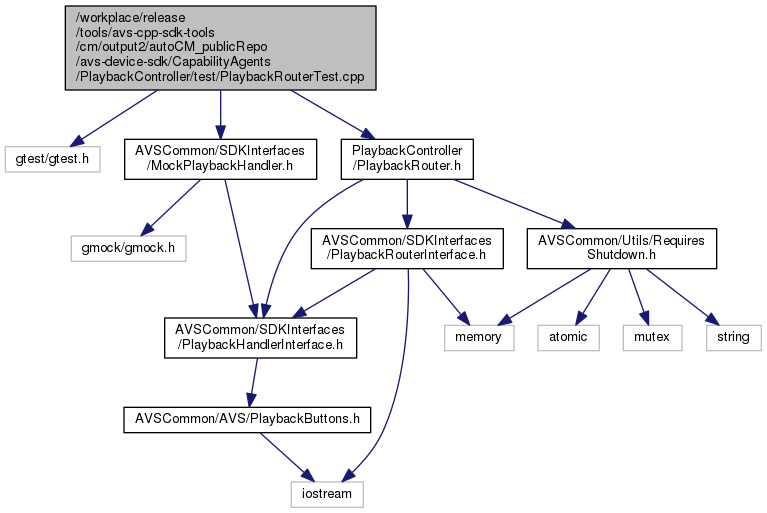 /workplace/release
/tools/avs-cpp-sdk-tools
/cm/output2/autoCM_publicRepo
/avs-device-sdk/CapabilityAgents
/PlaybackController/test/PlaybackRouterTest.cpp
gtest/gtest.h
AVSCommon/SDKInterfaces
/MockPlaybackHandler.h
PlaybackController
/PlaybackRouter.h
gmock/gmock.h
AVSCommon/SDKInterfaces
/PlaybackRouterInterface.h
AVSCommon/Utils/Requires
Shutdown.h
AVSCommon/SDKInterfaces
/PlaybackHandlerInterface.h
memory
atomic
mutex
string
AVSCommon/AVS/PlaybackButtons.h
iostream